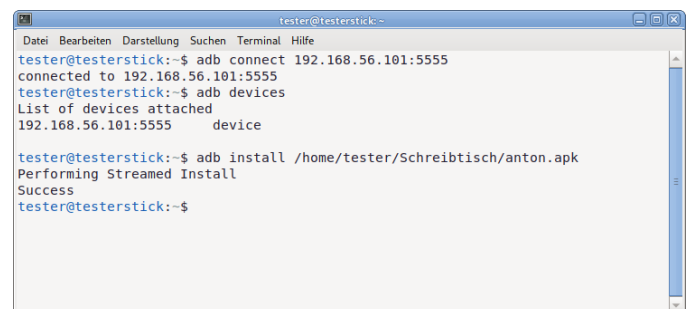 tester@testerstick: ~
Datei Bearbeiten Darstellung Suchen Terminal Hilfe
tester@testerstick:~$ adb connect 192.168.56.101:5555
connected to 192.168.56.101:5555
tester@testerstick:~$ adb devices
List of devices attached
192.168.56.101:5555 device
tester@testerstick:~$ adb install /home/tester/Schreibtisch/anton.apk
Performing Streamed Install
Success
tester@testerstick:~$